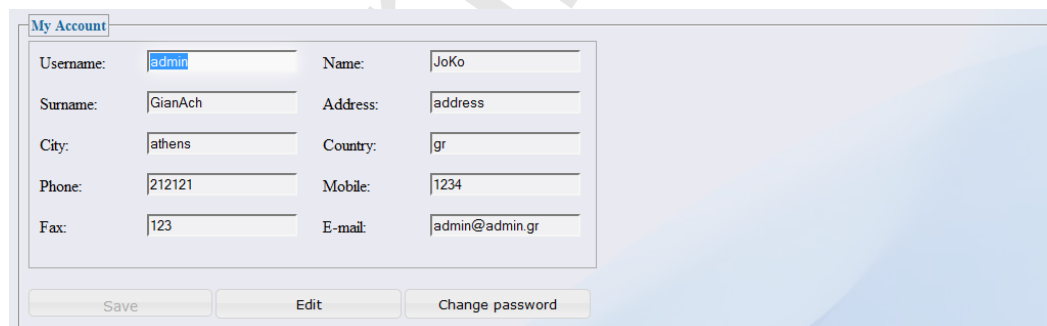 My Account
Username: admin Name: JoKo
Surname: GianAch Address: address
City: athens Country: gr
Phone: 212121 Mobile: 1234
Fax: 123 E-mail: admin@admin.gr
Save Edit Change password